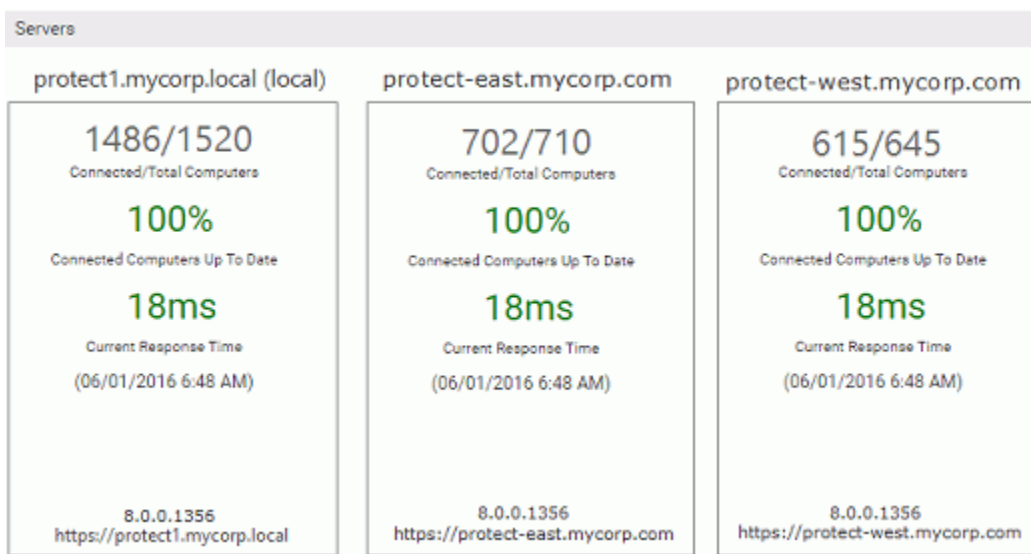 Servers
protect1.mycorp.local (local)
1486/1520
Connected/Total Computers
100%
Connected Computers Up To Date
18ms
Current Response Time
(06/01/2016 6:48 AM)
8.0.0.1356
https://protect1.mycorp.local
protect-east.mycorp.com
702/710
Connected/Total Computers
100%
Connected Computers Up To Date
18ms
Current Response Time
(06/01/2016 6:48 AM)
8.0.0.1356
https://protect-east.mycorp.com
protect-west.mycorp.com
615/645
Connected/Total Computers
100%
Connected Computers Up To Date
18ms
Current Response Time
(06/01/2016 6:48 AM)
8.0.0.1356
https://protect-west.mycorp.com